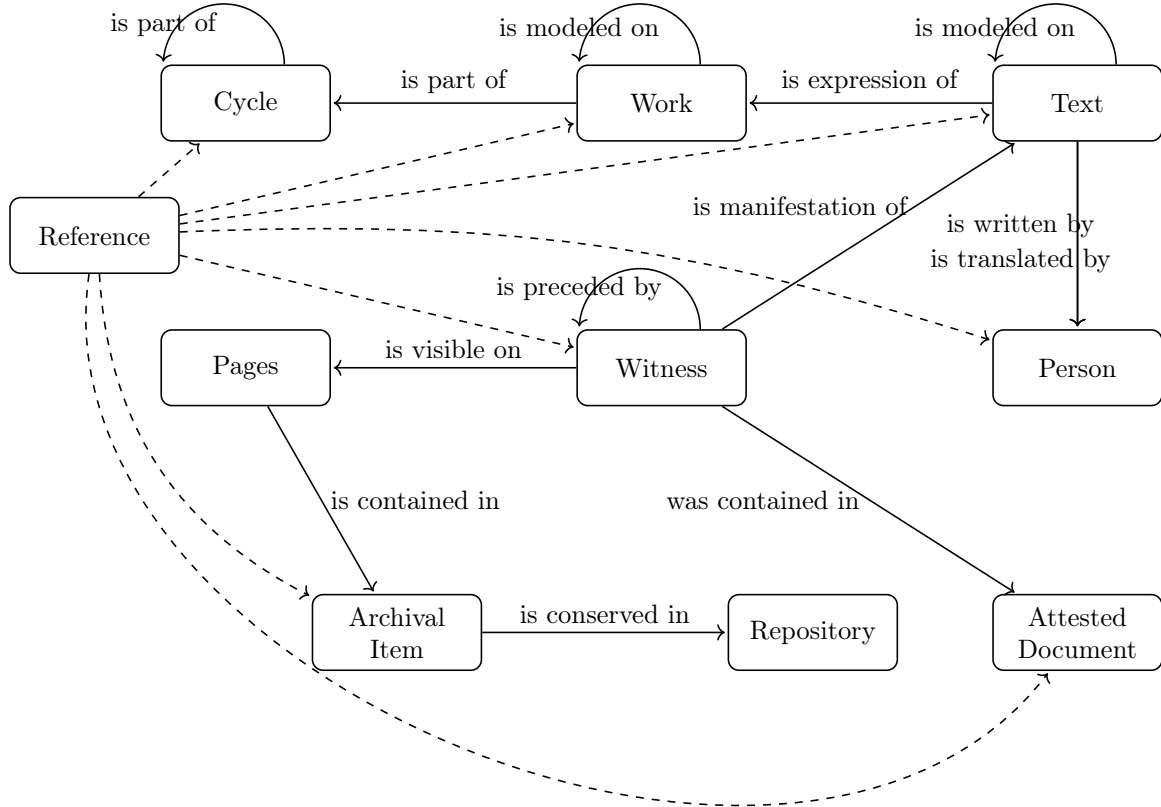 is part of
is modeled on
is modeled on
is part of
is expression of
Cycle
Work
Text
is manifestation of
Reference
is written by
is translated by
is preceded by
is visible on
Pages
Witness
Person
is contained in
was contained in
Archival
Item
is conserved in
Repository
Attested
Document